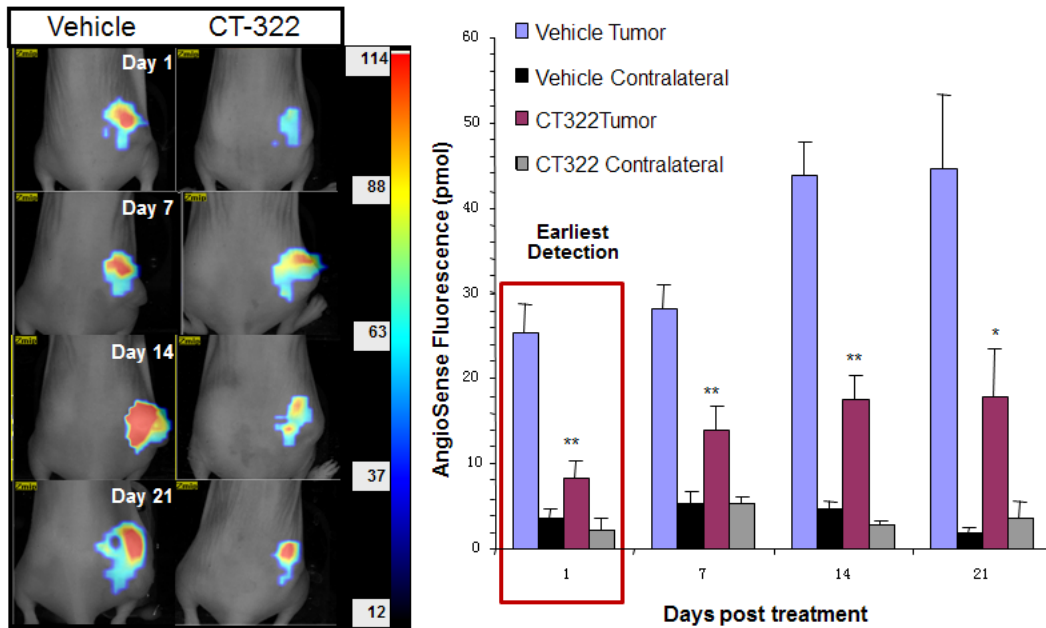 Vehicle CT-322
Day 1
Day 7
Day 14
Day 21
114
88
63
37
12
Vehicle Tumor
Vehicle Contralateral
CT322Tumor
CT322 Contralateral
Earliest
Detection
AngioSense Fluorescence (pmol)
60
50
40
30
20
10
0
**
**
**
*
1 7 14 21
Days post treatment